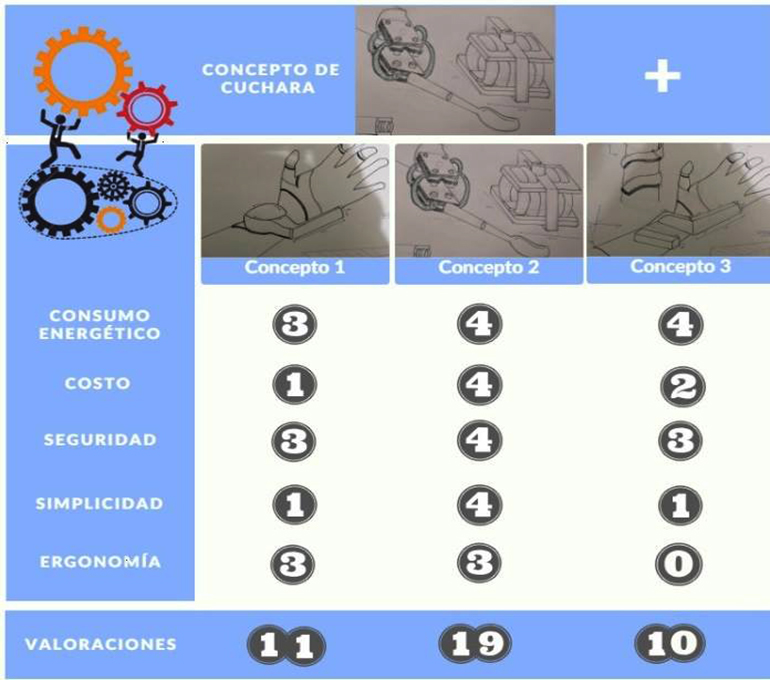 CONCEPTO DE
CUCHARA
+
Concepto 1 Concepto 2 Concepto 3
CONSUMO
ENERGÉTICO 3 4 4
COSTO 1 4 2
SEGURIDAD 3 4 3
SIMPLICIDAD 1 4 1
ERGONOMÍA 3 3 0
VALORACIONES 11 19 10